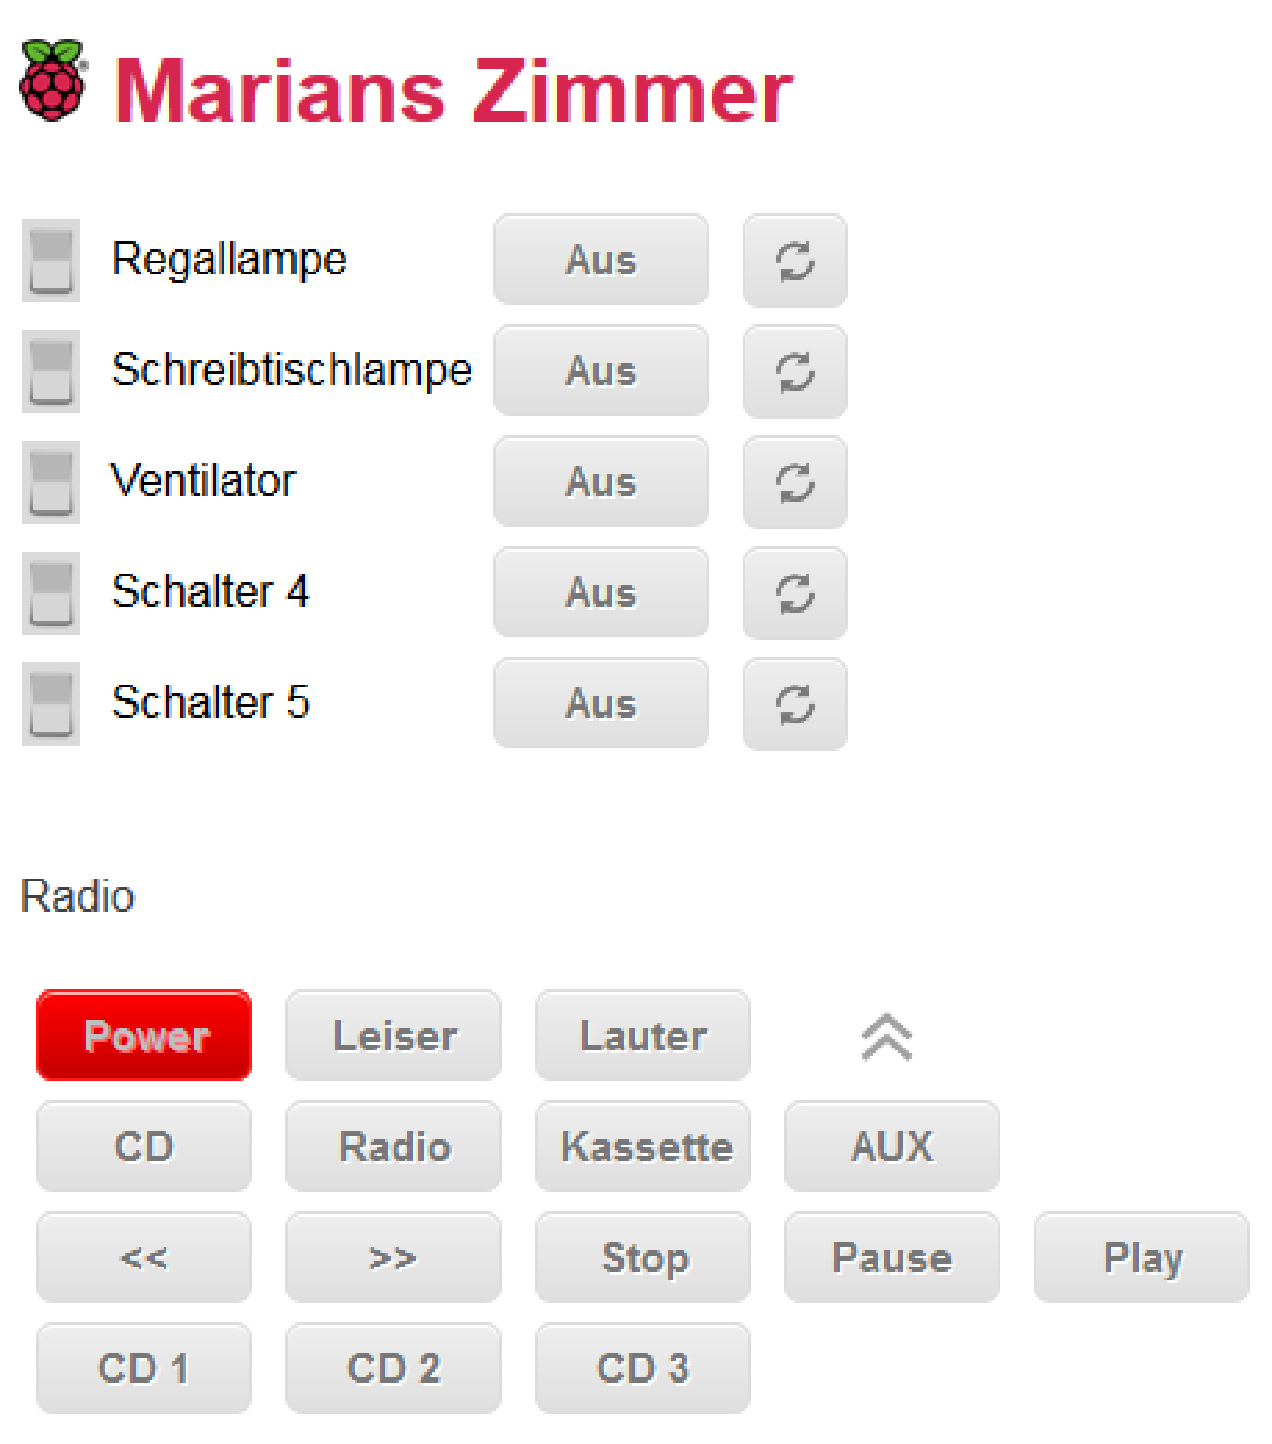 Marians Zimmer
Regallampe Aus
Schreibtischlampe Aus
Ventilator Aus
Schalter 4 Aus
Schalter 5 Aus
Radio
Power Leiser Lauter
CD Radio Kassette AUX
<< >> Stop Pause Play
CD 1 CD 2 CD 3